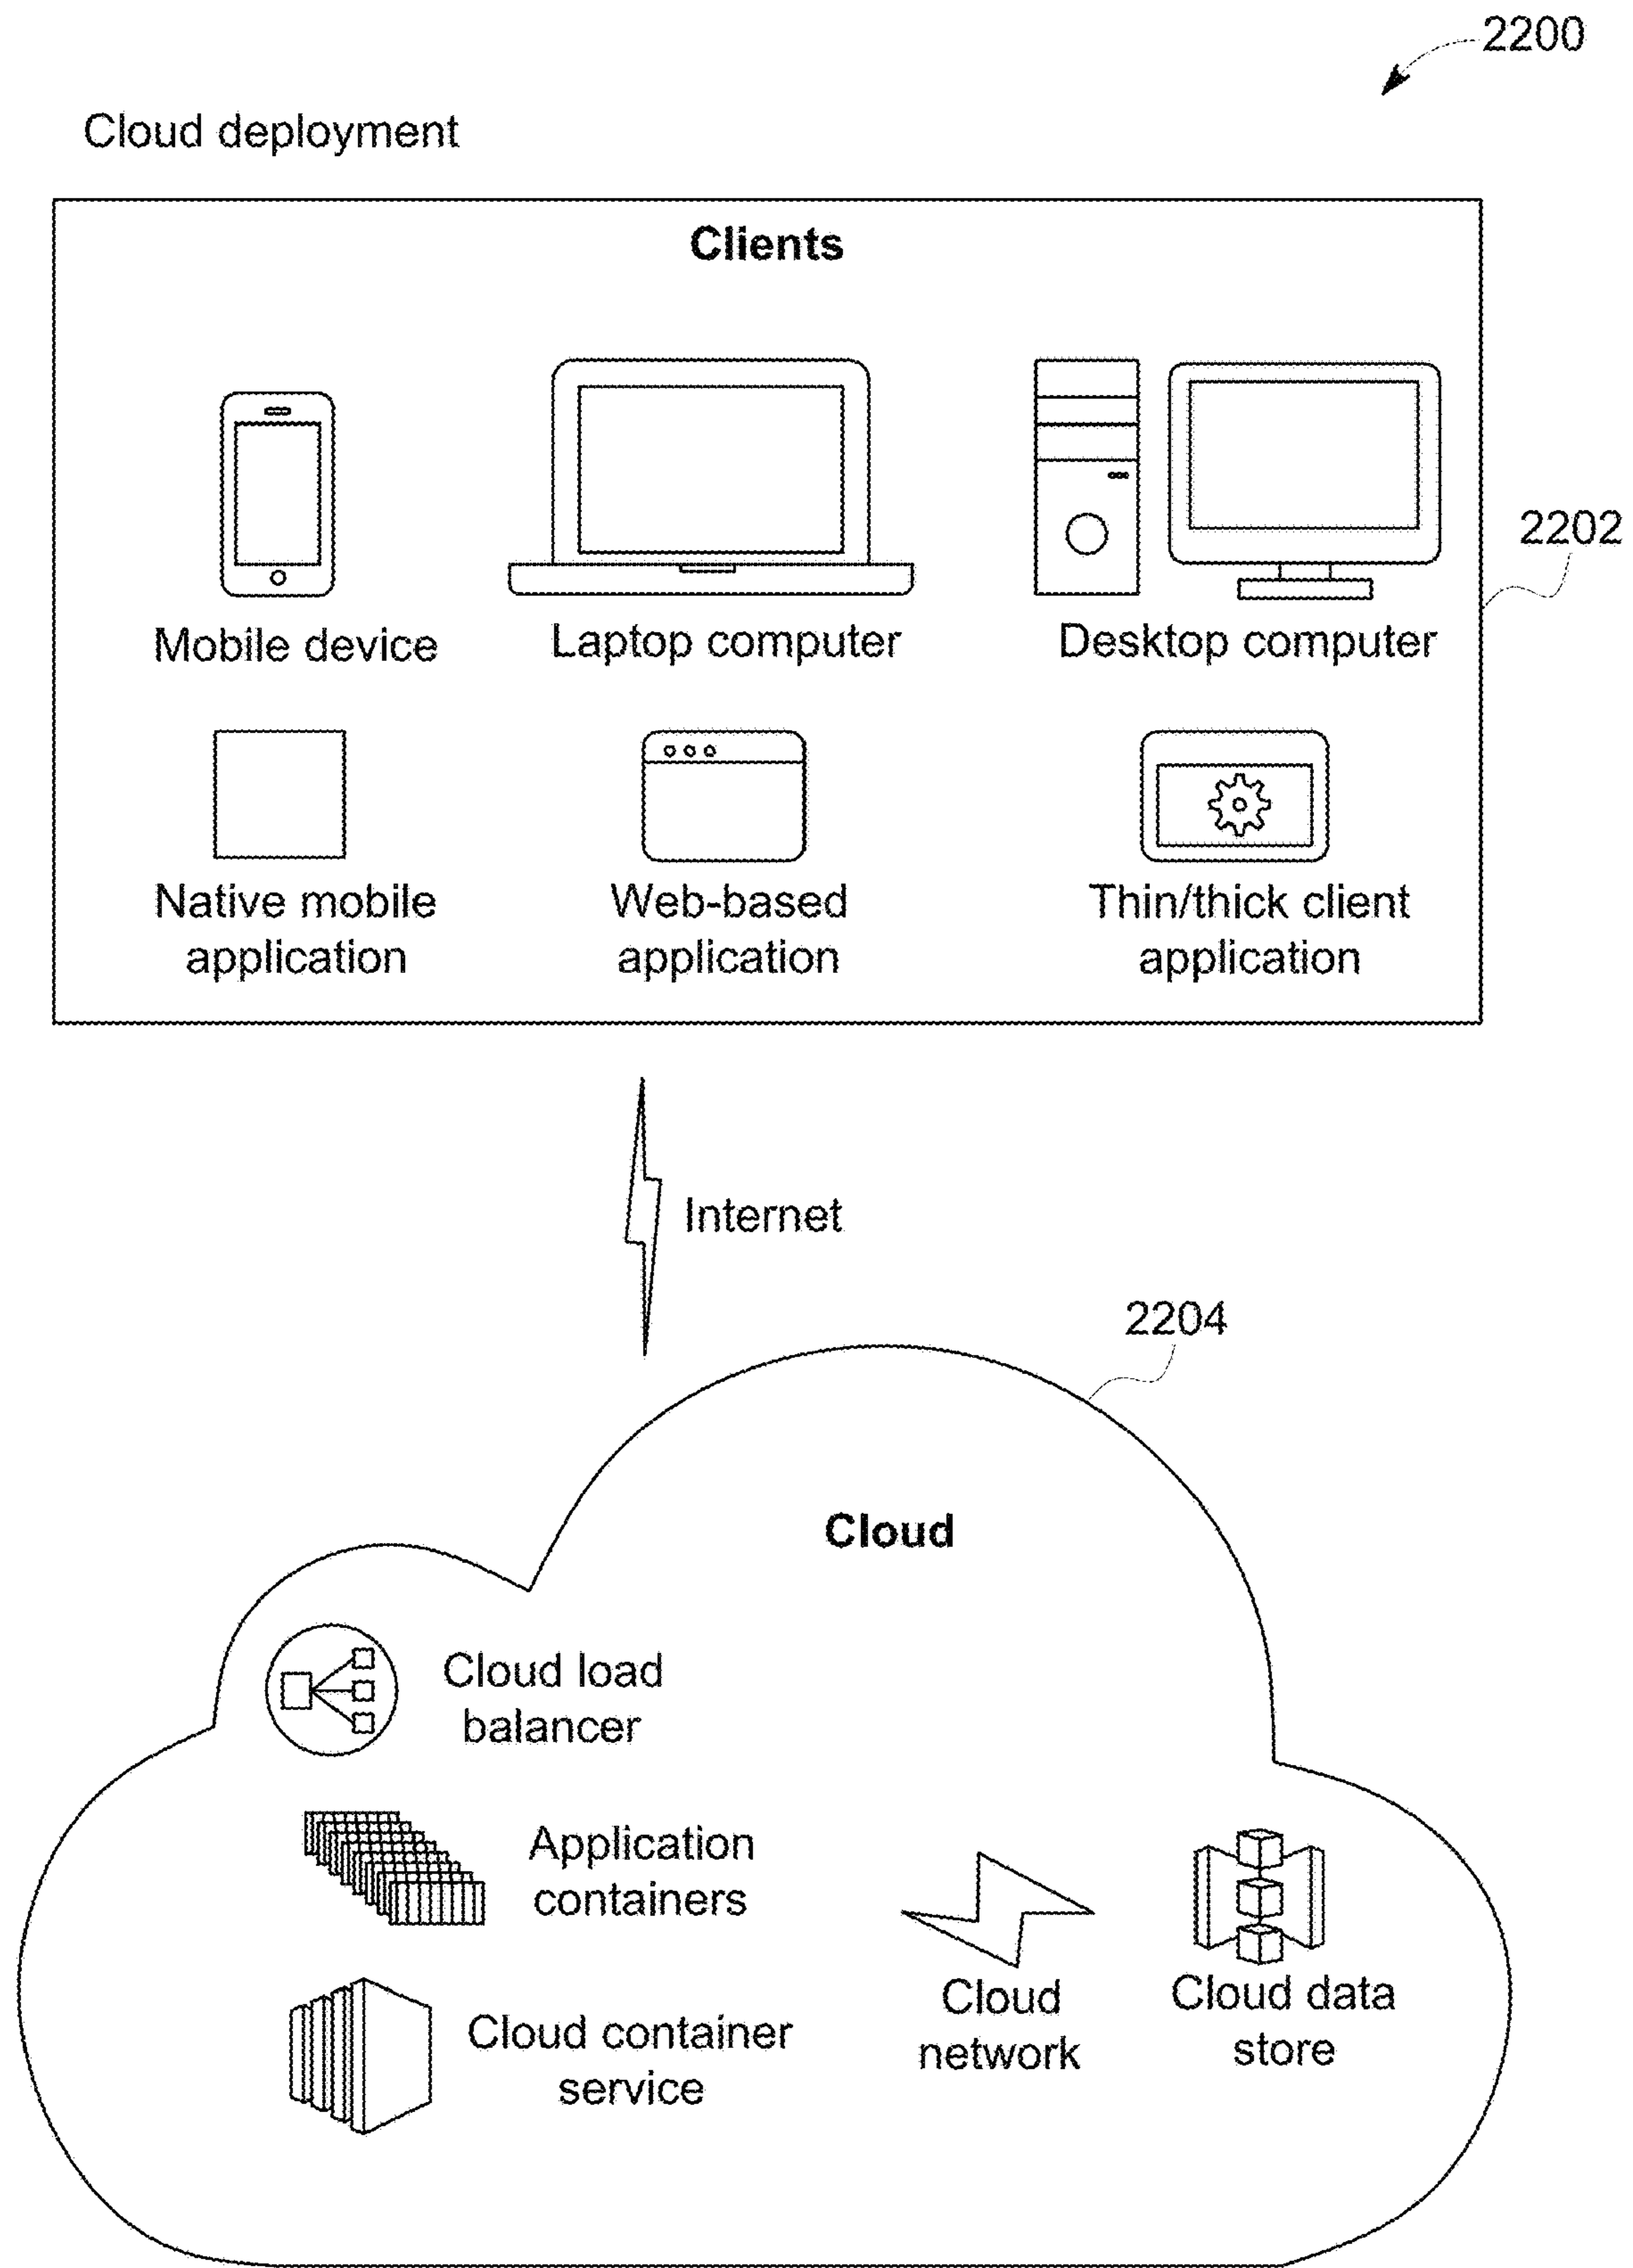 2200
Cloud deployment
Clients
2202
Mobile device
Laptop computer
Desktop computer
Native mobile
application
Web-based
application
Thin/thick client
application
Internet
2204
Cloud
Cloud load
balancer
Application
containers
Cloud container
service
Cloud
network
Cloud data
store